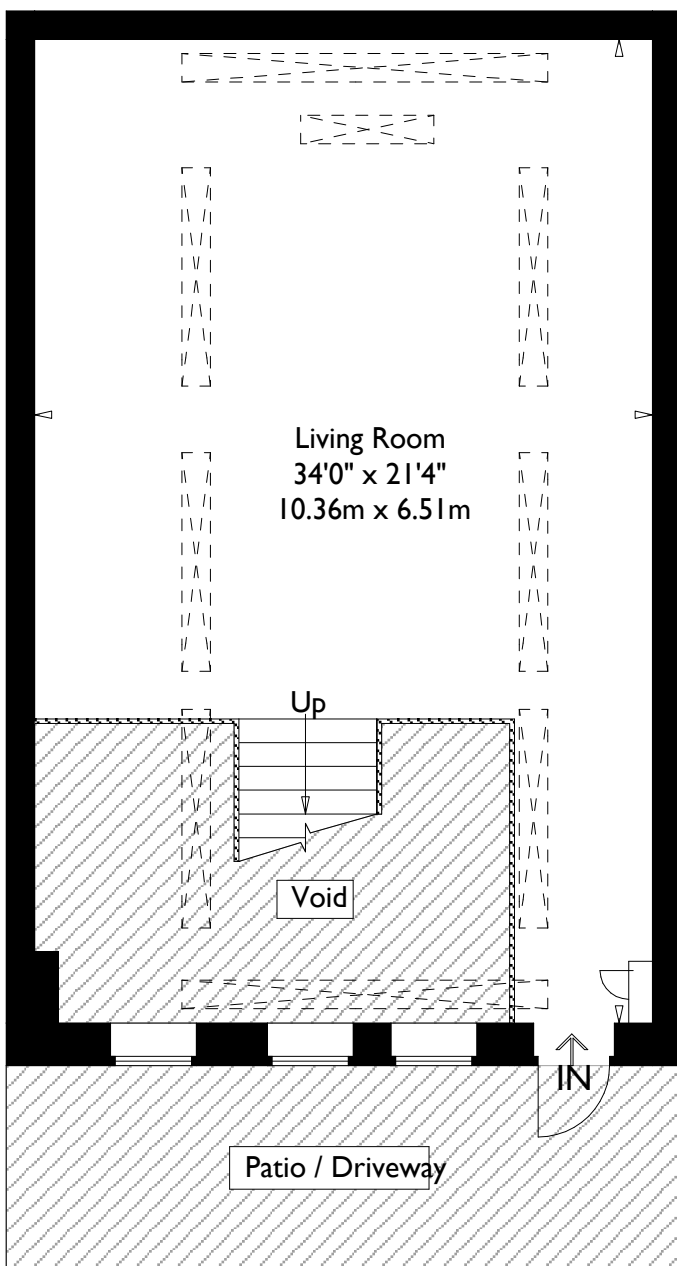 Living Room
34'0" x 21'4"
10.36m x 6.51m
Up
Void
IN
Patio / Driveway